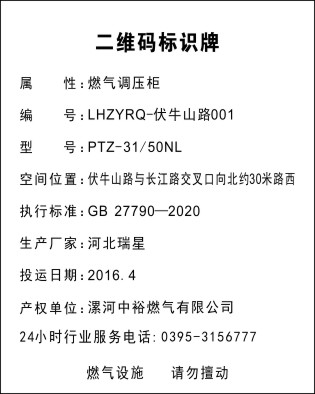 二维码标识牌
属 性:燃气调压柜
编 号:LHZYRQ-伏牛山路001
型 号:PTZ-31/50NL
空间位置:伏牛山路与长江路交叉口向北约30米路西
执行标准:GB 27790—2020
生产厂家:河北瑞星
投运日期:2016.4
产权单位:漯河中裕燃气有限公司
24小时行业服务电话: 0395-3156777
燃气设施 请勿擅动